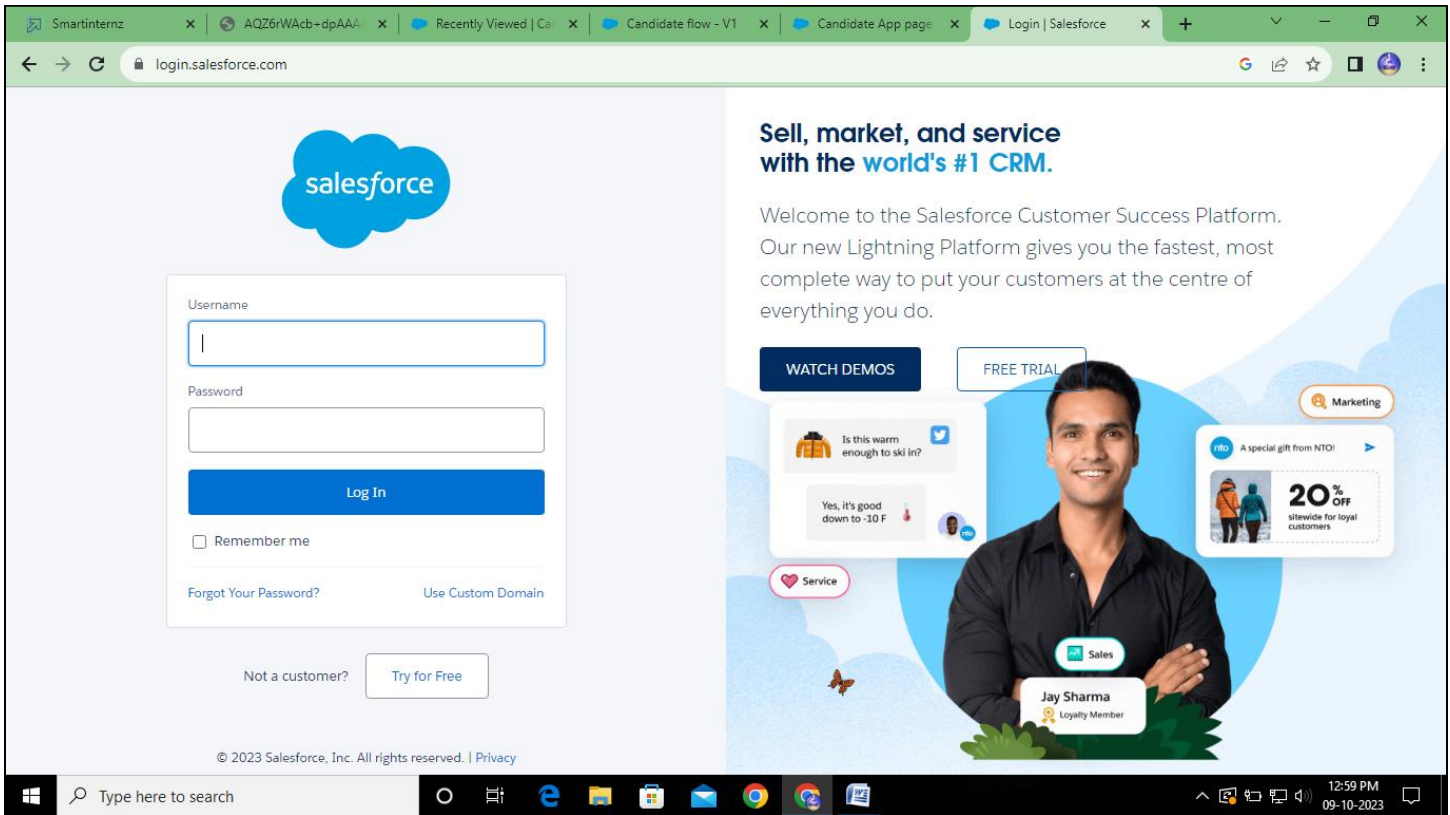 Smartinternz
AQZ6rWAcb+dpAAA
Recently Viewed | Ca
Candidate flow - V1
Candidate App page
Login | Salesforce
login.salesforce.com
salesforce
Username
Password
Log In
Remember me
Forgot Your Password?
Use Custom Domain
Not a customer?
Try for Free
© 2023 Salesforce, Inc. All rights reserved. | Privacy
Sell, market, and service
with the world's #1 CRM.
Welcome to the Salesforce Customer Success Platform.
Our new Lightning Platform gives you the fastest, most
complete way to put your customers at the centre of
everything you do.
WATCH DEMOS
FREE TRIAL
Is this warm
enough to ski in?
Yes, it's good
down to -10 F
nto
Service
Marketing
nto
A special gift from NTO!
20% OFF
sitewide for loyal
customers
Sales
Jay Sharma
Loyalty Member
Type here to search
12:59 PM
09-10-2023